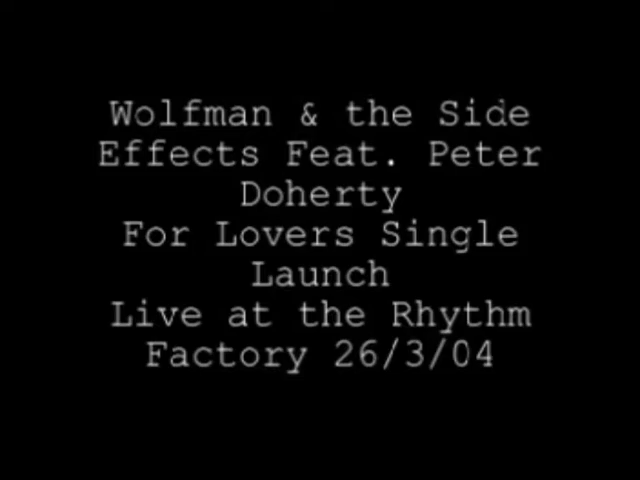 Wolfman & the Side
Effects Feat. Peter
Doherty
For Lovers Single
Launch
Live at the Rhythm
Factory 26/3/04